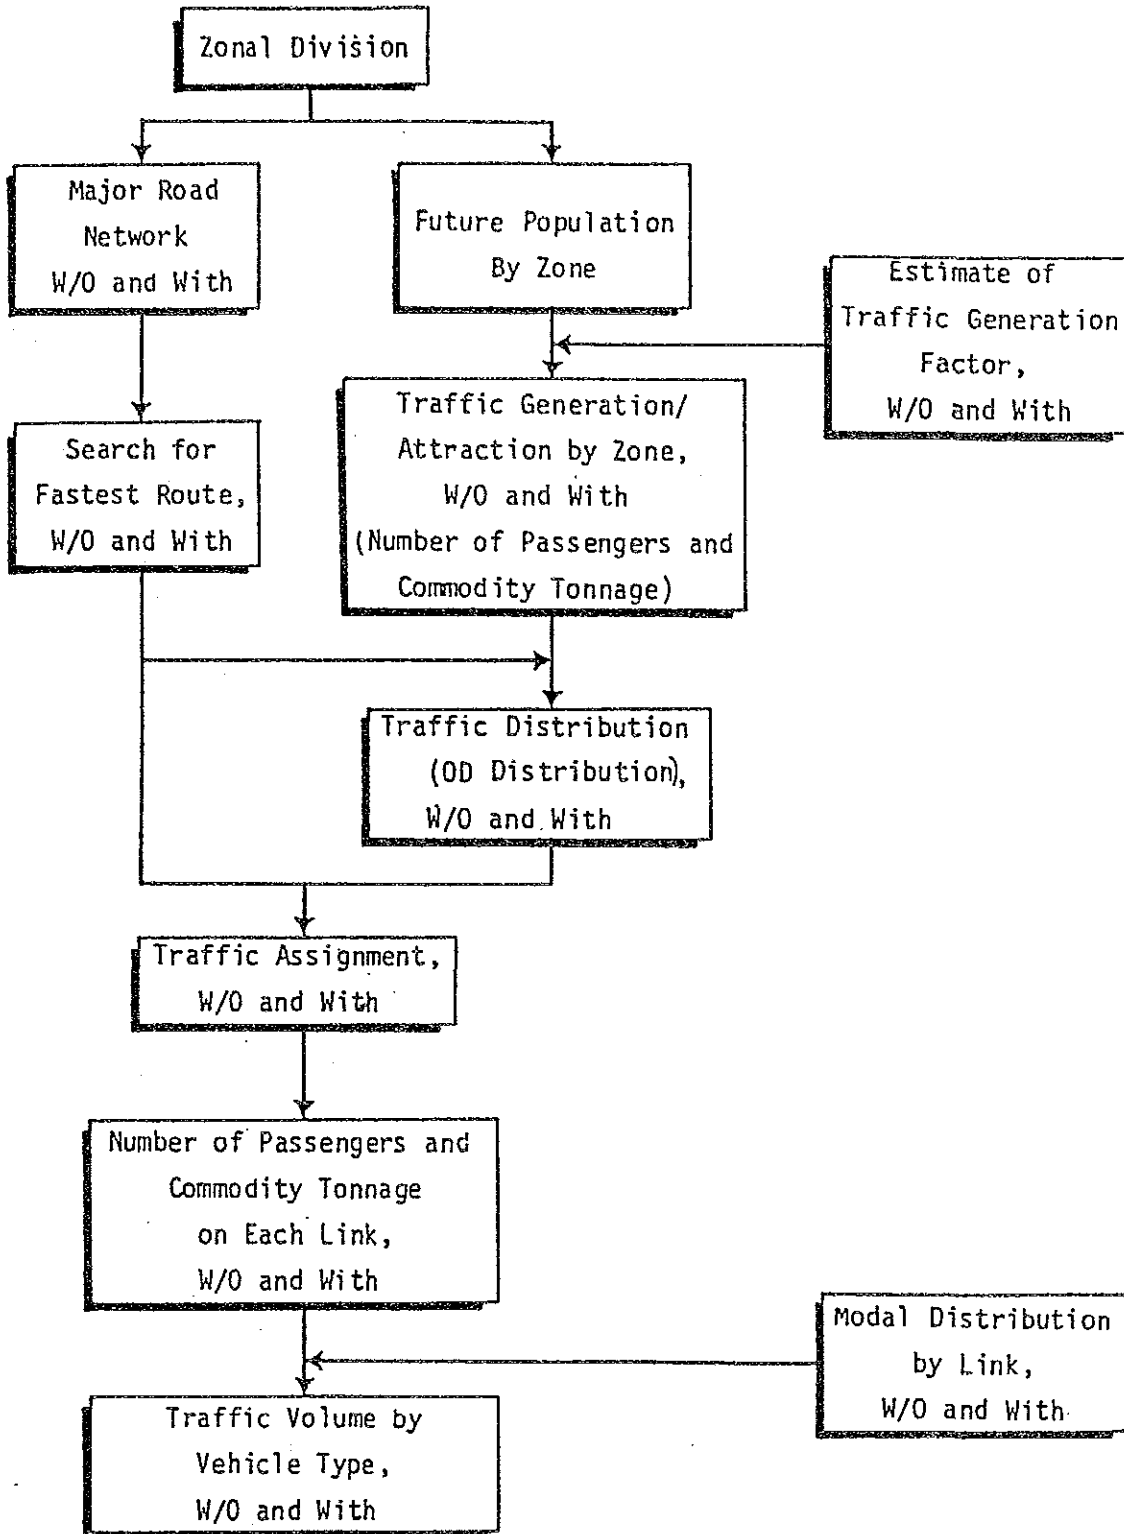 Zonal Division
Major Road
Network
W/O and With
Future Population
By Zone
Estimate of
Traffic Generation
Factor,
W/O and With
Search for
Fastest Route,
W/O and With
Traffic Generation/
Attraction by Zone,
W/O and With
(Number of Passengers and
Commodity Tonnage)
Traffic Distribution
(OD Distribution),
W/O and With
Traffic Assignment,
W/O and With
Number of Passengers and
Commodity Tonnage
on Each Link,
W/O and With
Modal Distribution
by Link,
W/O and With
Traffic Volume by
Vehicle Type,
W/O and With